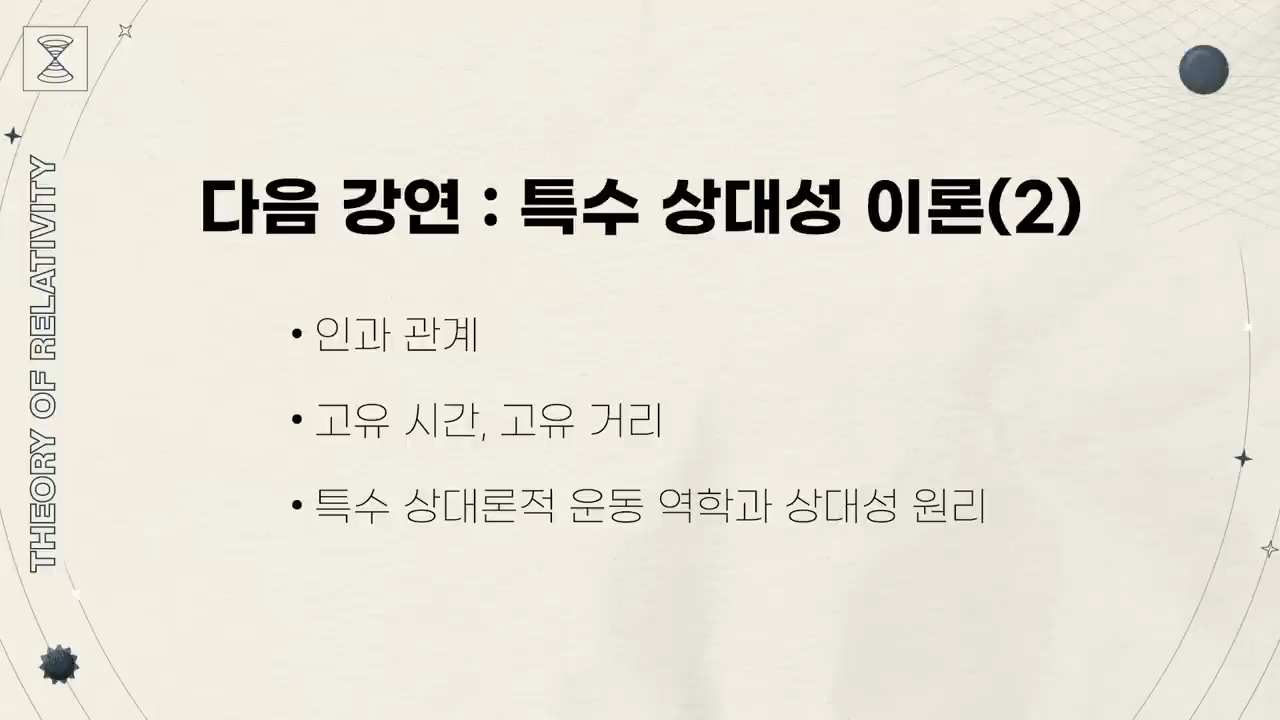 THEORY OF RELATIVITY
다음 강연 : 특수 상대성 이론(2)
• 인과 관계
• 고유 시간, 고유 거리
• 특수 상대론적 운동 역학과 상대성 원리